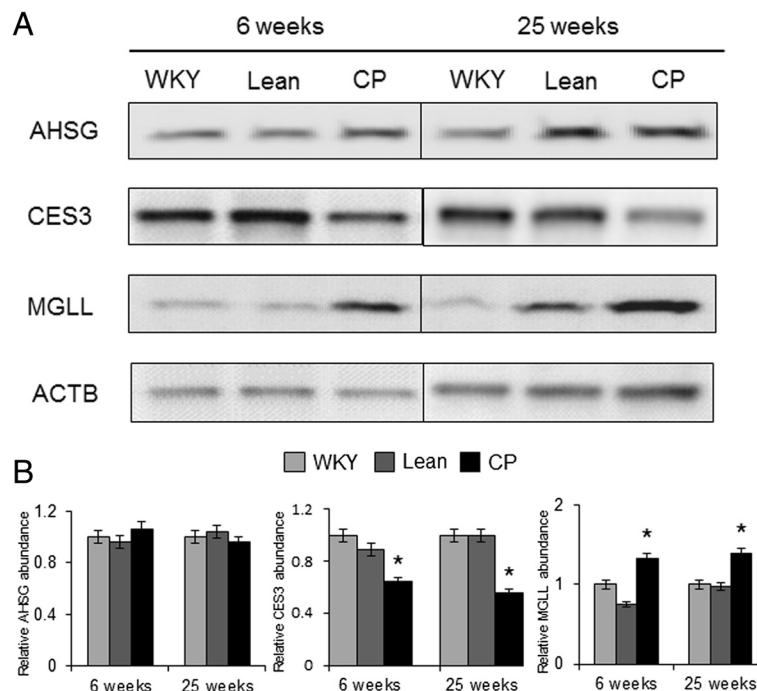 A
6 weeks 25 weeks
WKY Lean CP WKY Lean CP
AHSG
CES3
MGLL
ACTB
B
WKY Lean CP
Relative AHSG abundance
1.2
0.8
0.4
0
6 weeks 25 weeks
Relative CES3 abundance
1.2
0.8
0.4
0
* *
6 weeks 25 weeks
Relative MGLL abundance
2
1
0
* *
6 weeks 25 weeks